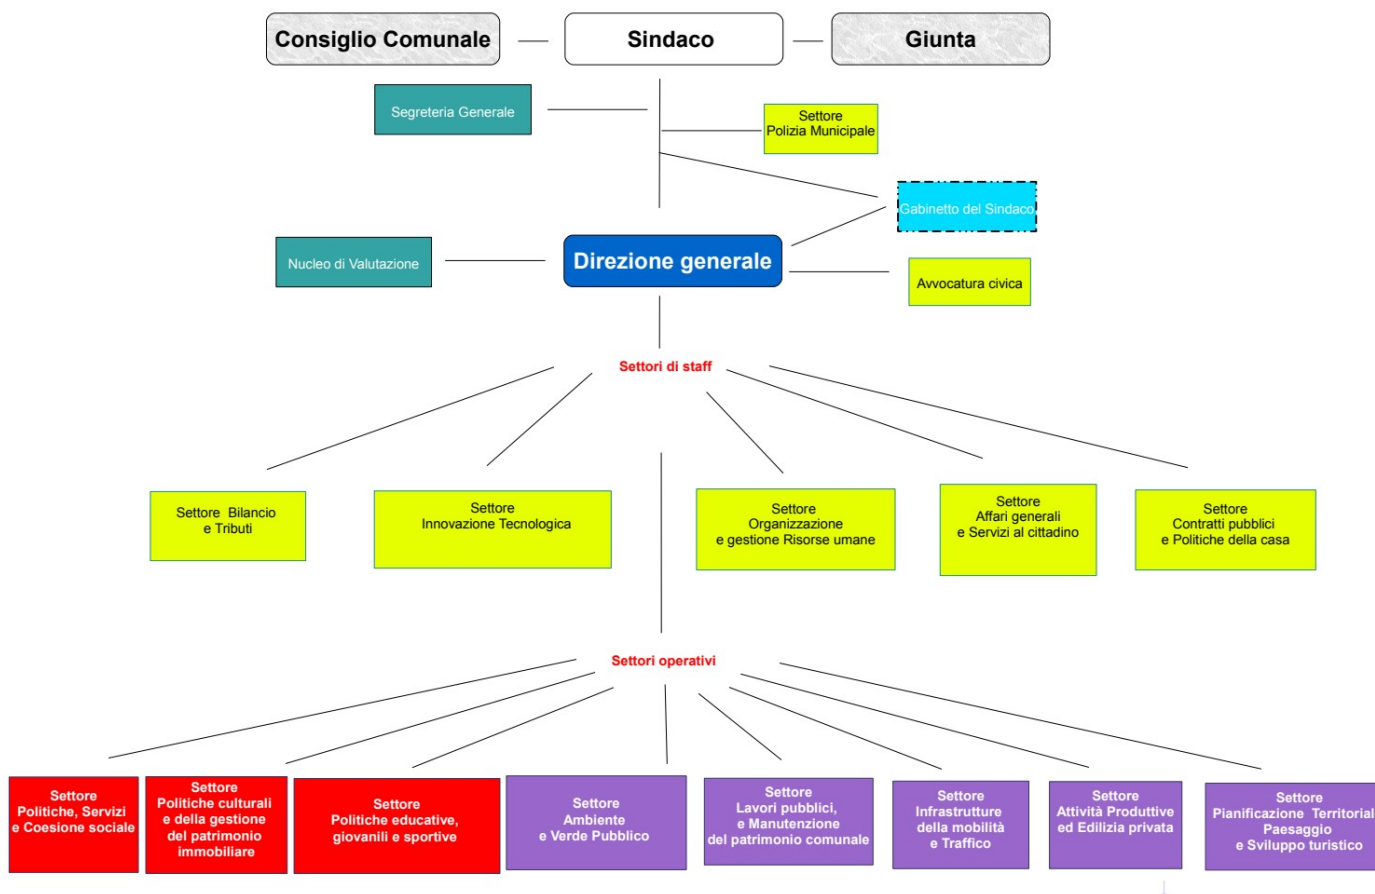 Consiglio Comunale
Sindaco
Giunta
Segreteria Generale
Settore
Polizia Municipale
Gabinetto del Sindaco
Nucleo di Valutazione
Direzione generale
Avvocatura civica
Settori di staff
Settore Bilancio
e Tributi
Settore
Innovazione Tecnologica
Settore
Organizzazione
e gestione Risorse umane
Settore
Affari generali
e Servizi al cittadino
Settore
Contratti pubblici
e Politiche della casa
Settori operativi
Settore
Politiche, Servizi
e Coesione sociale
Settore
Politiche culturali
e della gestione
del patrimonio
immobiliare
Settore
Politiche educative,
giovanili e sportive
Settore
Ambiente
e Verde Pubblico
Settore
Lavori pubblici,
e Manutenzione
del patrimonio comunale
Settore
Infrastrutture
della mobilità
e Traffico
Settore
Attività Produttive
ed Edilizia privata
Settore
Pianificazione Territorial
Paesaggio
e Sviluppo turistico